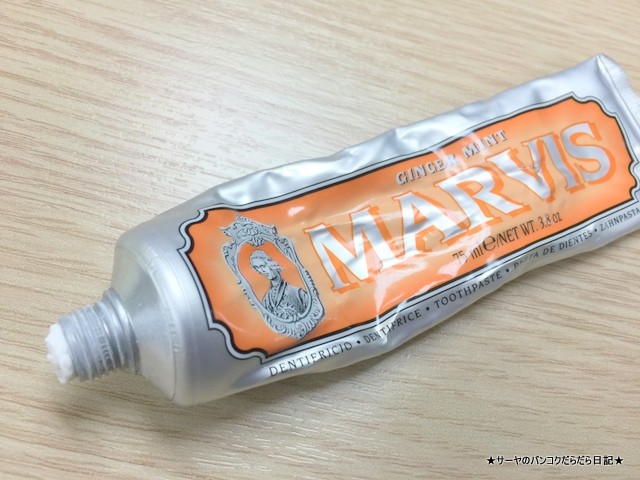 GINGER MINT
MARVIS
75 ml e/NET WT. 3.8 OZ
DENTIFRICIO • DENTIFRICE • TOOTHPASTE • PASTA DE DIENTES • ZAHNPASTA
★サーヤのバンコクだらだら日記★